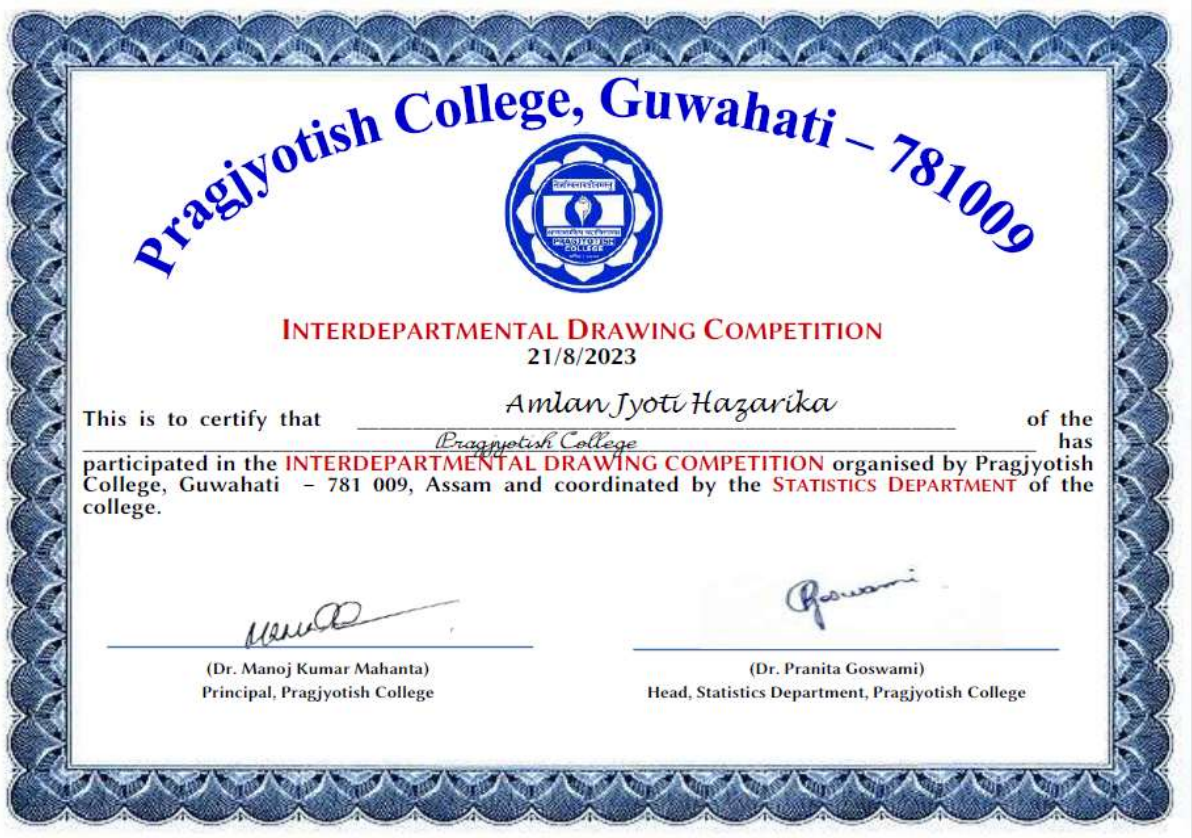 Pragjyotish College, Guwahati – 781009
PRAGJYOTISH
COLLEGE
INTERDEPARTMENTAL DRAWING COMPETITION
21/8/2023
This is to certify that Amlan Jyoti Hazarika of the
Pragjyotish College has
participated in the INTERDEPARTMENTAL DRAWING COMPETITION organised by Pragjyotish
College, Guwahati – 781 009, Assam and coordinated by the STATISTICS DEPARTMENT of the
college.
Goswami
(Dr. Manoj Kumar Mahanta) (Dr. Pranita Goswami)
Principal, Pragjyotish College Head, Statistics Department, Pragjyotish College